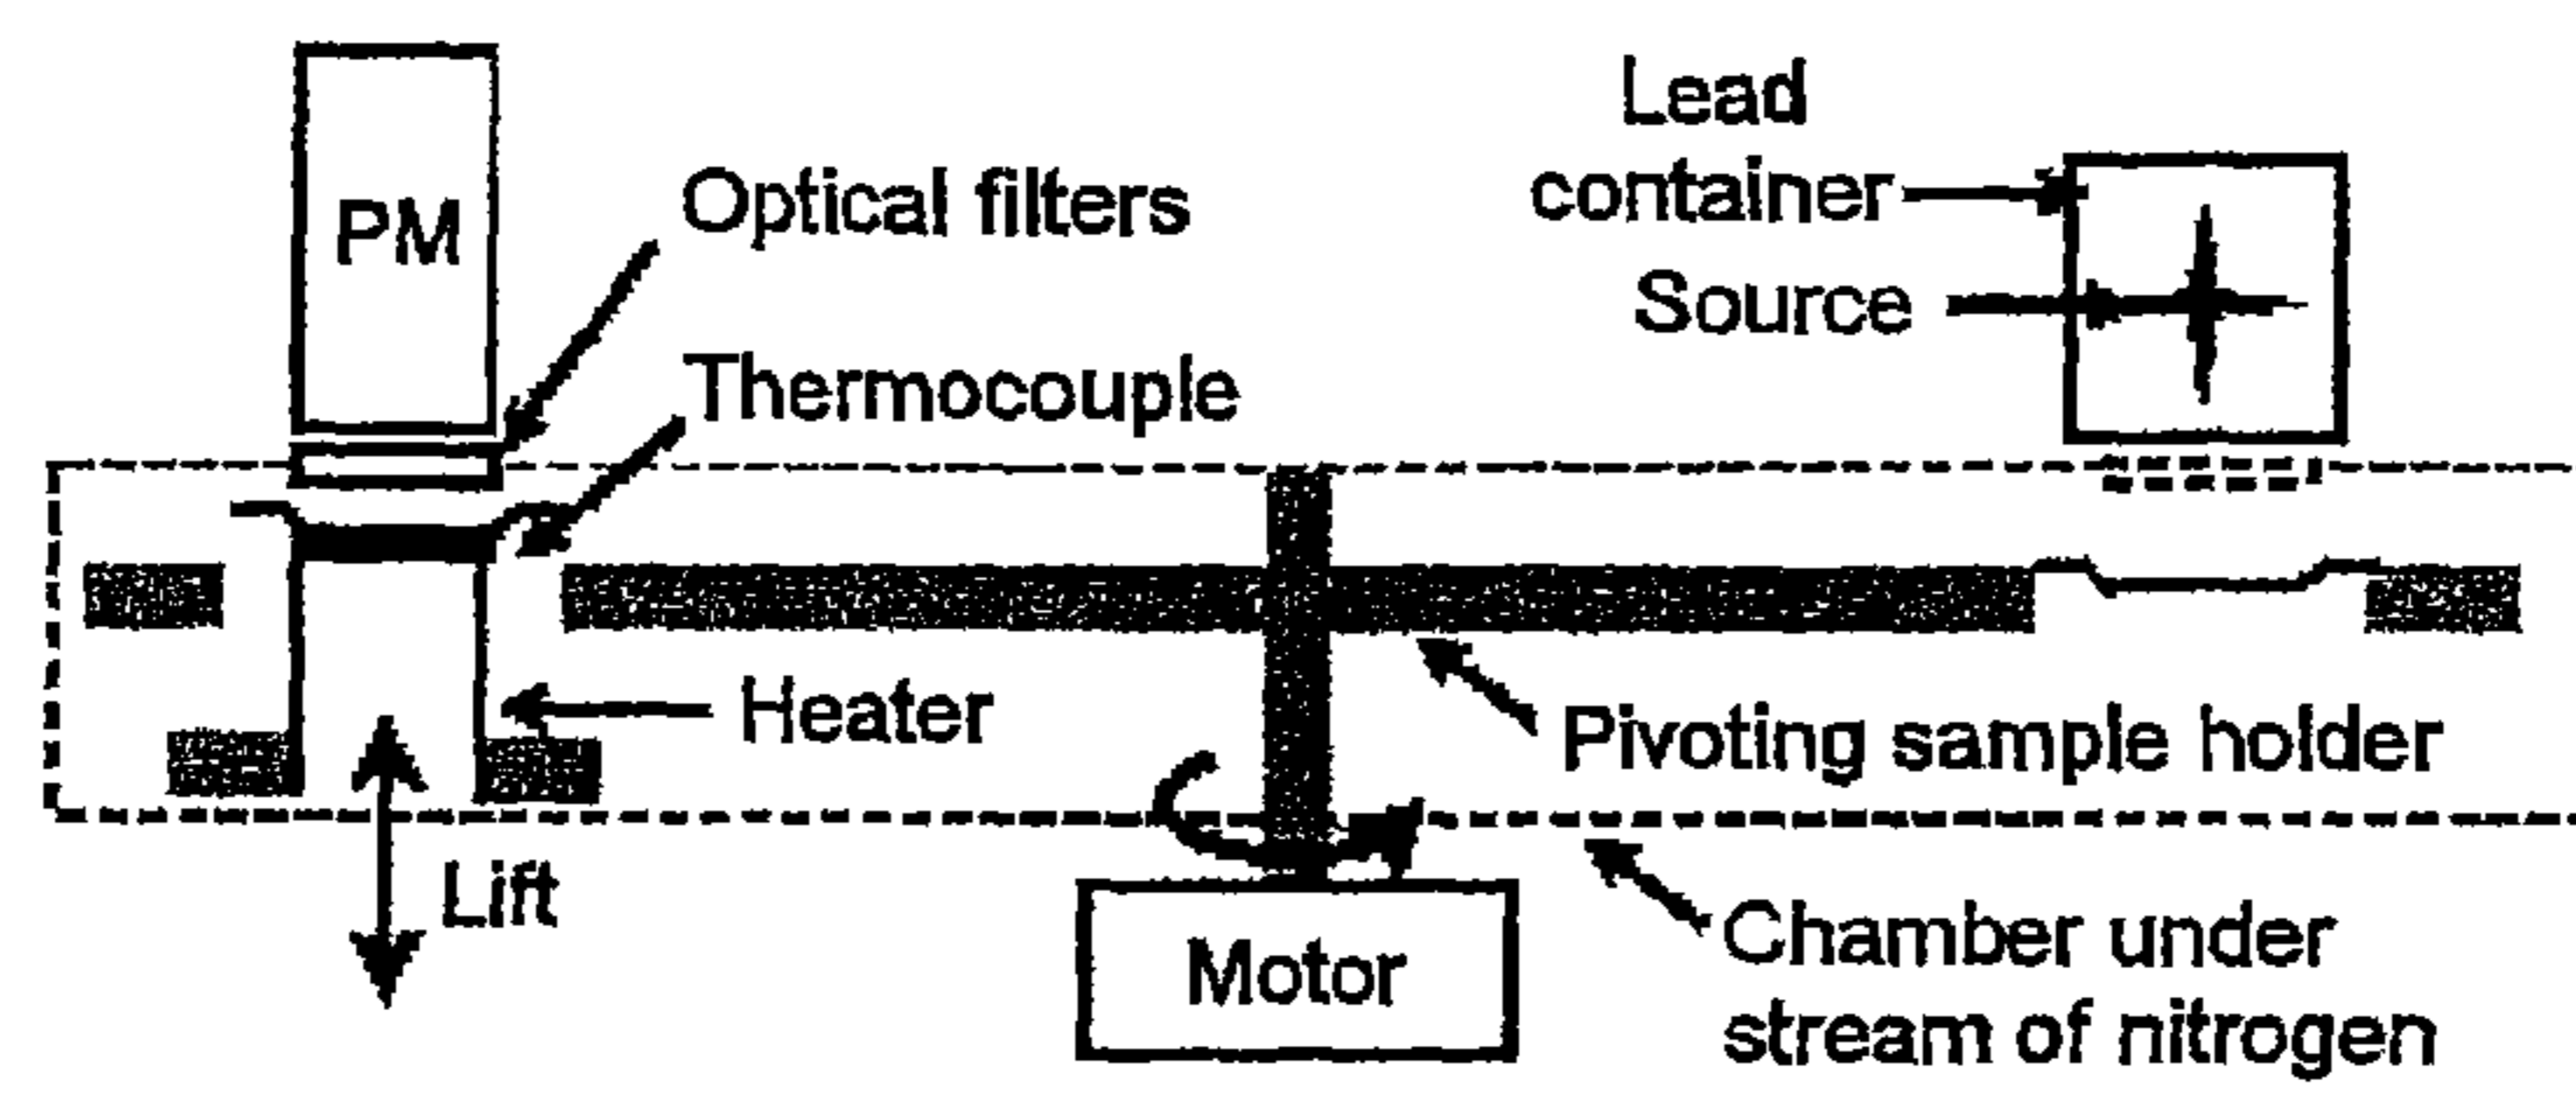 PM
Optical filters
Thermocouple
Lead
container
Source
Heater
Pivoting sample holder
Lift
Motor
Chamber under
stream of nitrogen